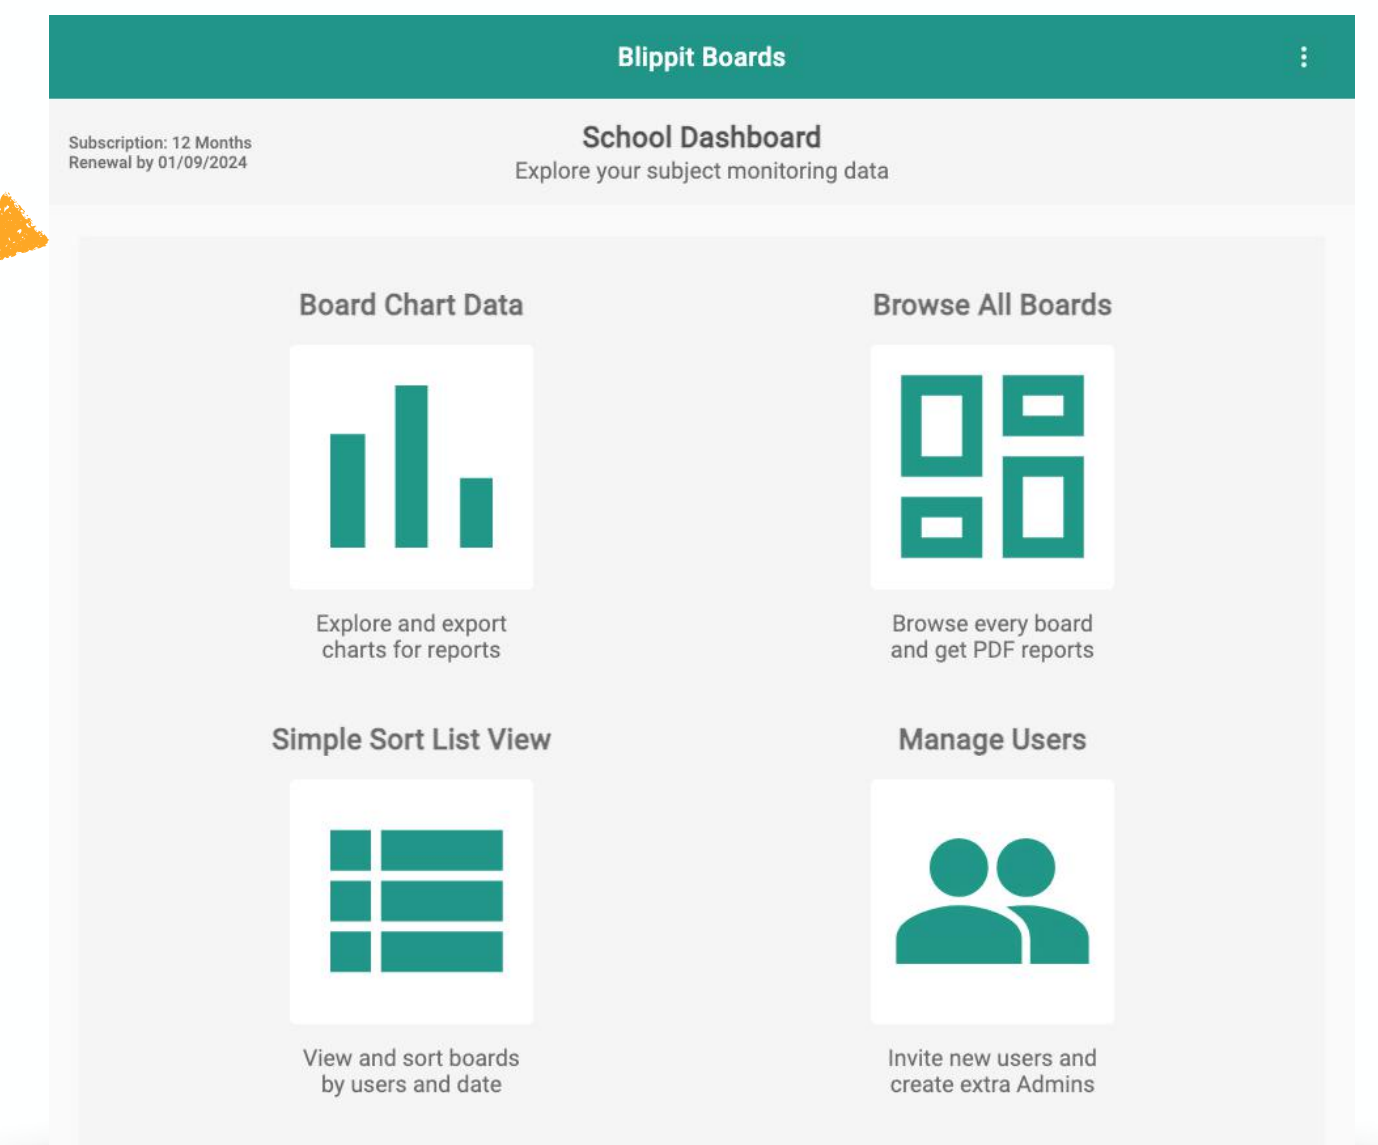 Blippit Boards
Subscription: 12 Months
Renewal by 01/09/2024
School Dashboard
Explore your subject monitoring data
Board Chart Data
Browse All Boards
Explore and export
charts for reports
Browse every board
and get PDF reports
Simple Sort List View
Manage Users
View and sort boards
by users and date
Invite new users and
create extra Admins